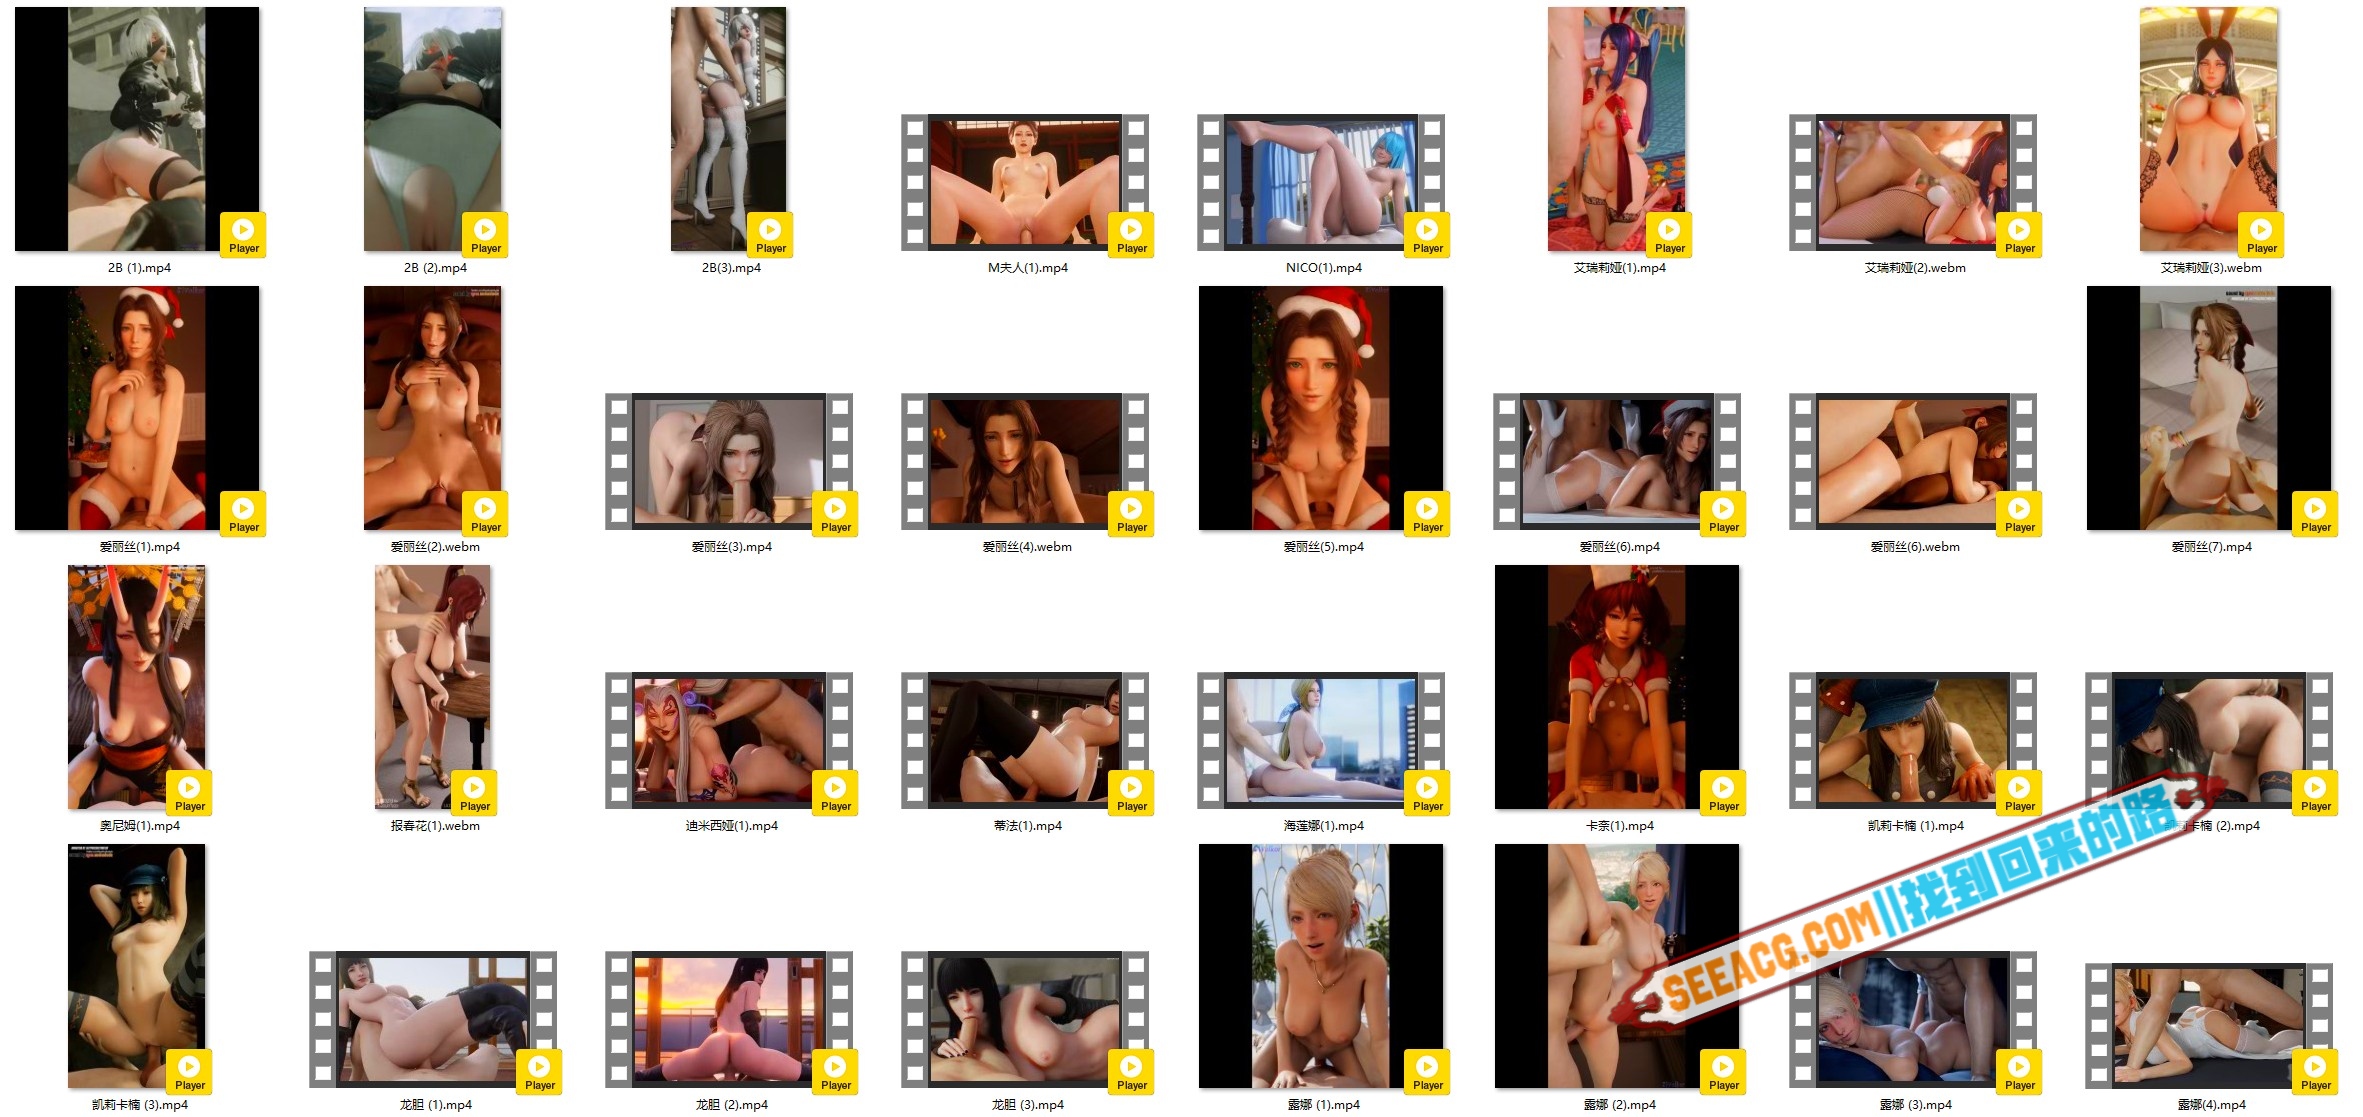 Player
Player
Player
Player
Player
Player
Player
Player
2B (1).mp4
2B (2).mp4
2B(3).mp4
M夫人(1).mp4
NICO(1).mp4
艾瑞莉娅(1).mp4
艾瑞莉娅(2).webm
艾瑞莉娅(3).webm
Player
Player
Player
Player
Player
Player
Player
Player
爱丽丝(1).mp4
爱丽丝(2).webm
爱丽丝(3).mp4
爱丽丝(4).webm
爱丽丝(5).mp4
爱丽丝(6).mp4
爱丽丝(6).webm
爱丽丝(7).mp4
Player
Player
Player
Player
Player
Player
Player
Player
奥尼姆(1).mp4
报春花(1).webm
迪米西娅(1).mp4
蒂法(1).mp4
海莲娜(1).mp4
卡奈(1).mp4
凯莉卡楠 (1).mp4
凯莉卡楠 (2).mp4
SEEACG.COM||找到回来的路
Player
Player
Player
Player
Player
Player
Player
Player
凯莉卡楠 (3).mp4
龙胆 (1).mp4
龙胆 (2).mp4
龙胆 (3).mp4
露娜 (1).mp4
露娜 (2).mp4
露娜 (3).mp4
露娜(4).mp4